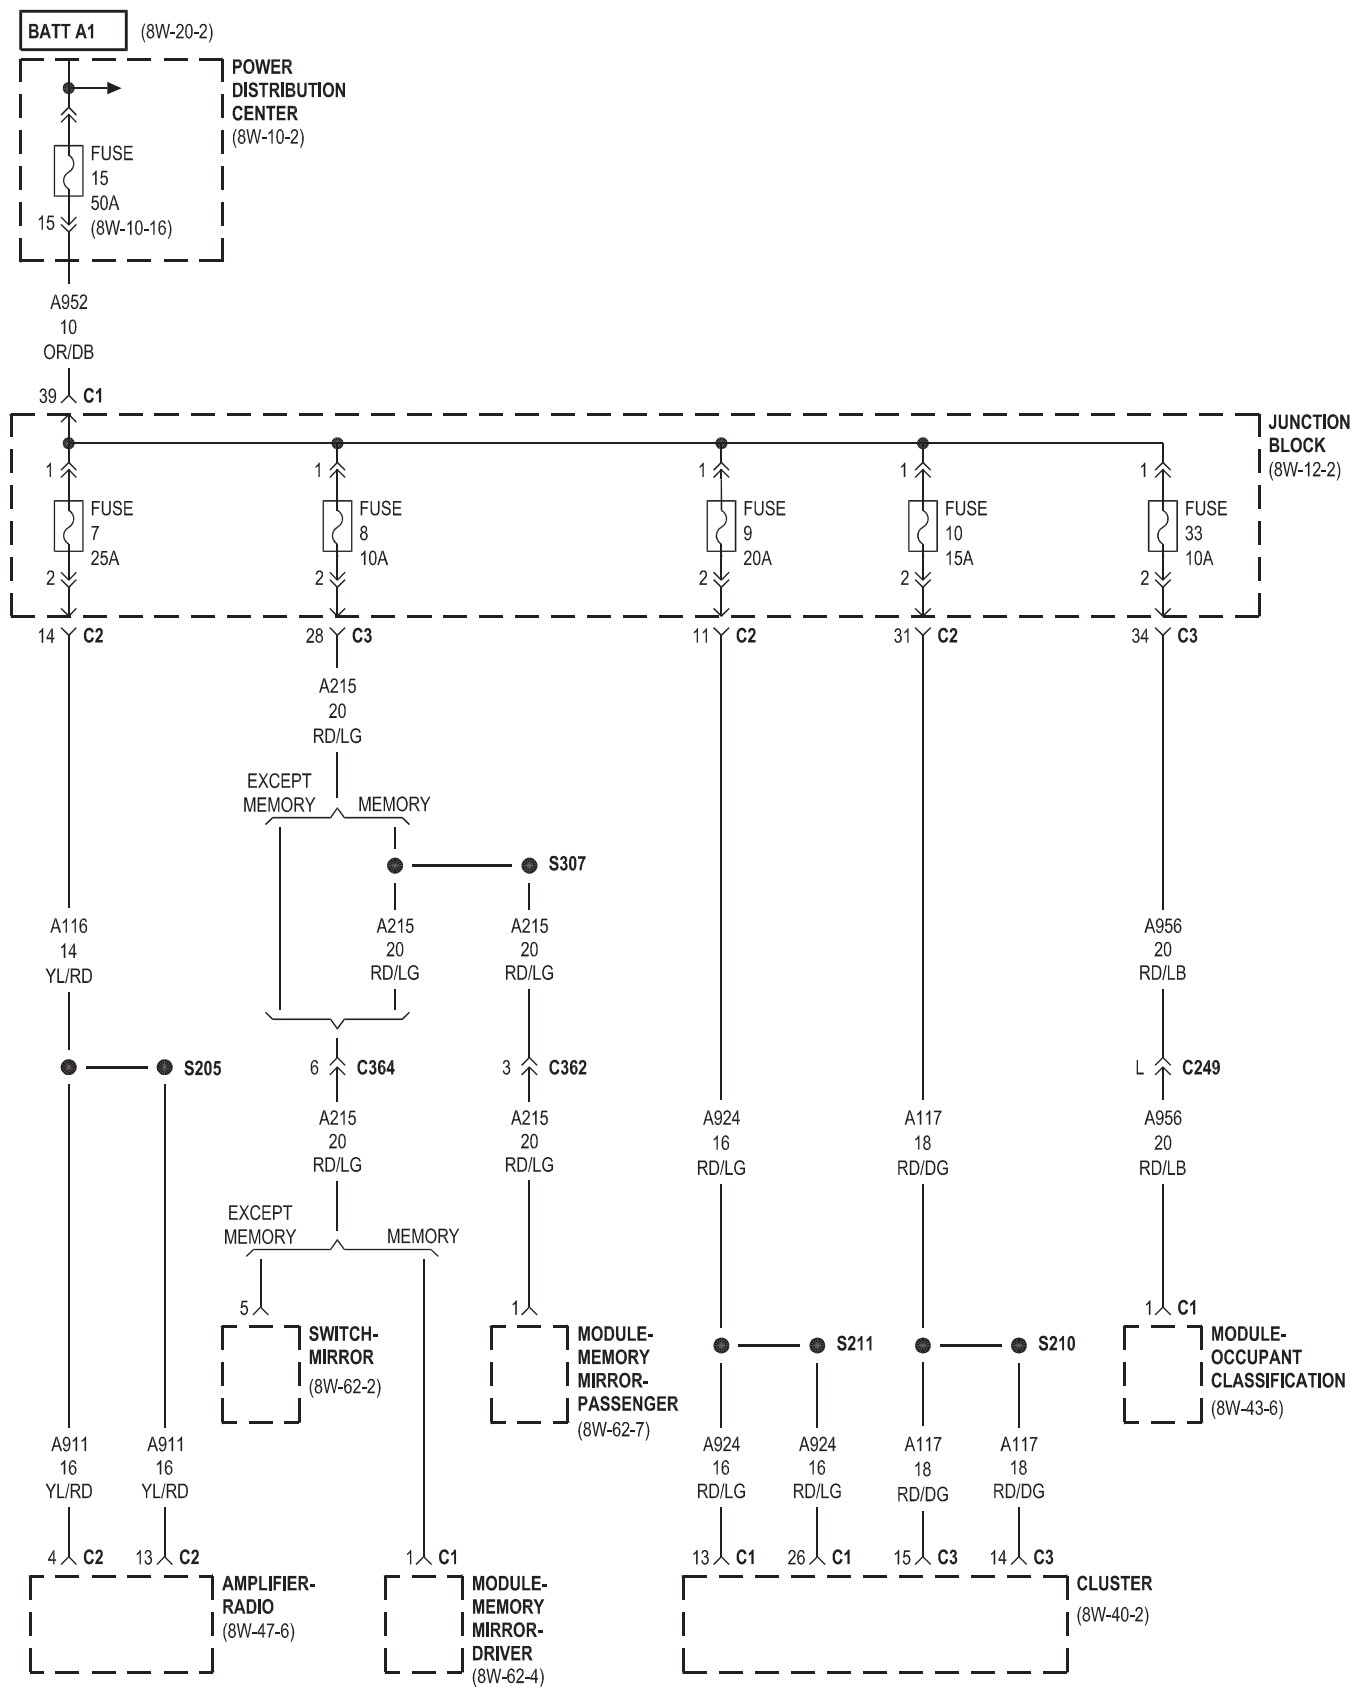 BATT A1 (8W-20-2)
POWER
DISTRIBUTION
CENTER
(8W-10-2)
FUSE
15
50A
15 (8W-10-16)
A952
10
OR/DB
39 C1
JUNCTION
BLOCK
(8W-12-2)
1 1 1 1 1
FUSE FUSE FUSE FUSE FUSE
7 8 9 10 33
25A 10A 20A 15A 10A
2 2 2 2 2
14 C2 28 C3 11 C2 31 C2 34 C3
A215
20
RD/LG
EXCEPT
MEMORY MEMORY
S307
A116 A215 A215 A956
14 20 20 20
YL/RD RD/LG RD/LG RD/LB
S205 6 C364 3 C362 L C249
A215 A215 A924 A117 A956
20 20 16 18 20
RD/LG RD/LG RD/LG RD/DG RD/LB
EXCEPT
MEMORY MEMORY
5 1 1 C1
SWITCH-
MIRROR
(8W-62-2)
MODULE-
MEMORY
MIRROR-
PASSENGER
(8W-62-7)
S211 S210
MODULE-
OCCUPANT
CLASSIFICATION
(8W-43-6)
A911 A911 A924 A924 A117 A117
16 16 16 16 18 18
YL/RD YL/RD RD/LG RD/LG RD/DG RD/DG
4 C2 13 C2 1 C1 13 C1 26 C1 15 C3 14 C3
AMPLIFIER-
RADIO
(8W-47-6)
MODULE-
MEMORY
MIRROR-
DRIVER
(8W-62-4)
CLUSTER
(8W-40-2)